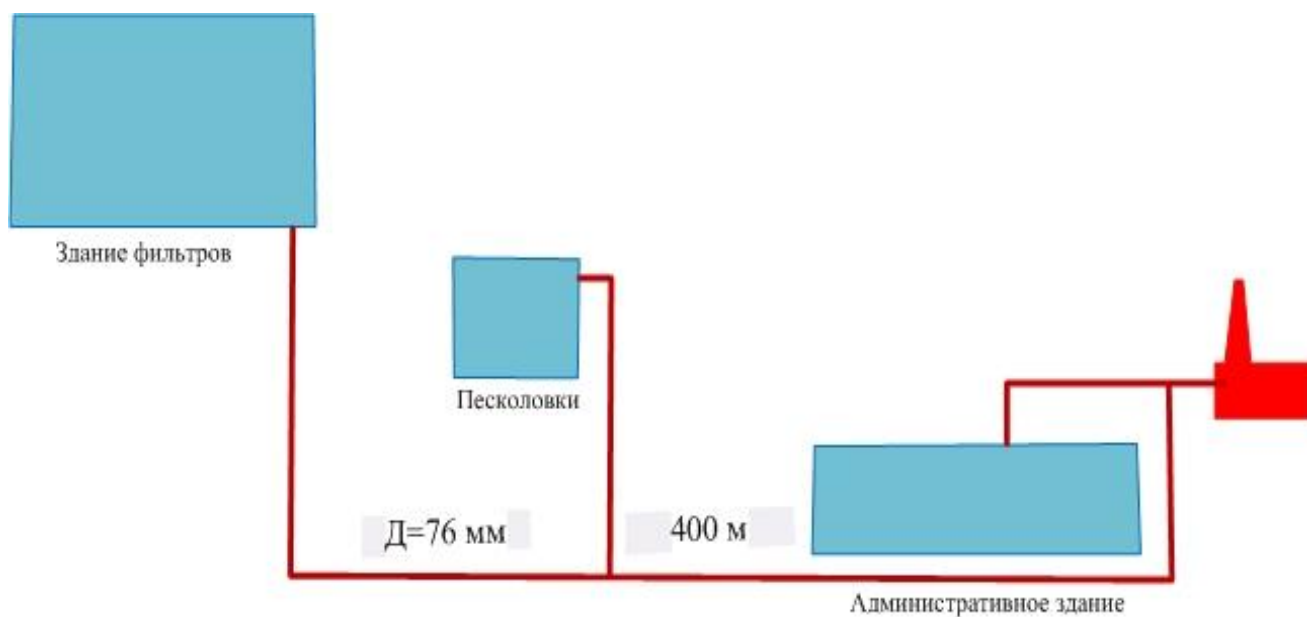 Здание фильтров
Песколовки
Д=76 мм
400 м
Административное здание